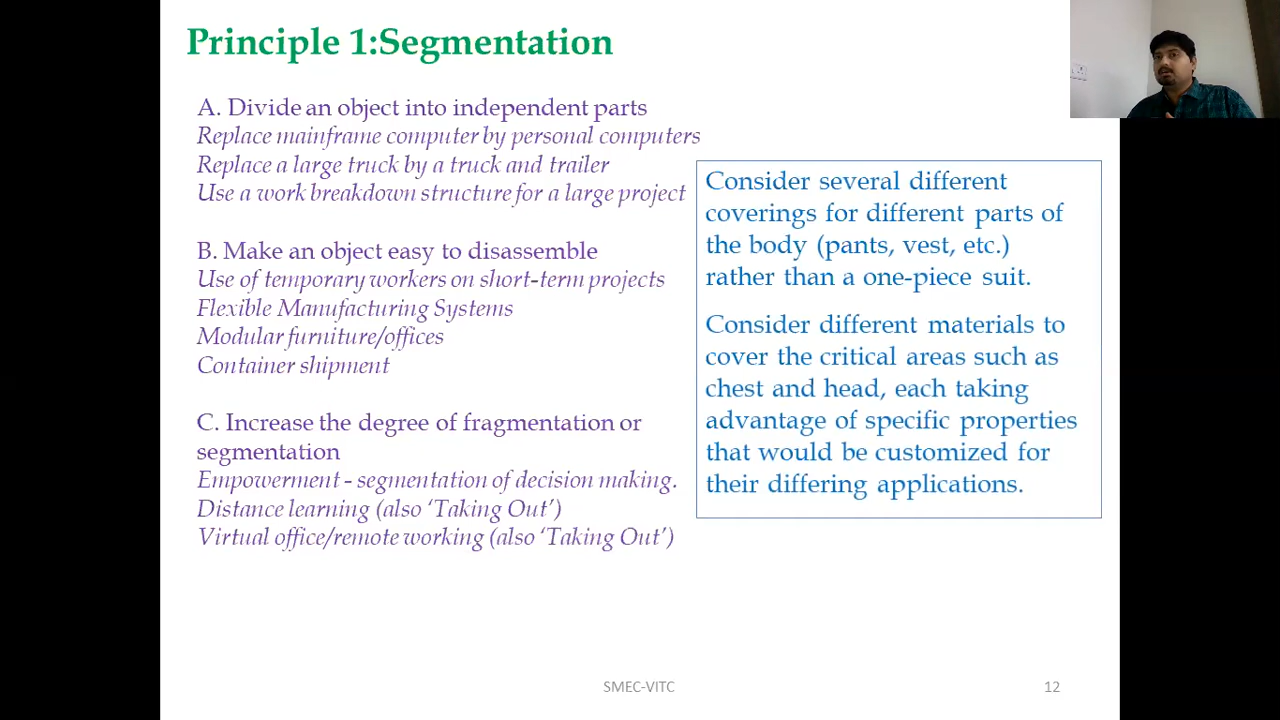 Principle 1:Segmentation
A. Divide an object into independent parts
Replace mainframe computer by personal computers
Replace a large truck by a truck and trailer
Use a work breakdown structure for a large project
B. Make an object easy to disassemble
Use of temporary workers on short-term projects
Flexible Manufacturing Systems
Modular furniture/offices
Container shipment
C. Increase the degree of fragmentation or
segmentation
Empowerment - segmentation of decision making.
Distance learning (also ‘Taking Out’)
Virtual office/remote working (also ‘Taking Out’)
Consider several different
coverings for different parts of
the body (pants, vest, etc.)
rather than a one-piece suit.
Consider different materials to
cover the critical areas such as
chest and head, each taking
advantage of specific properties
that would be customized for
their differing applications.
SMEC-VITC
12